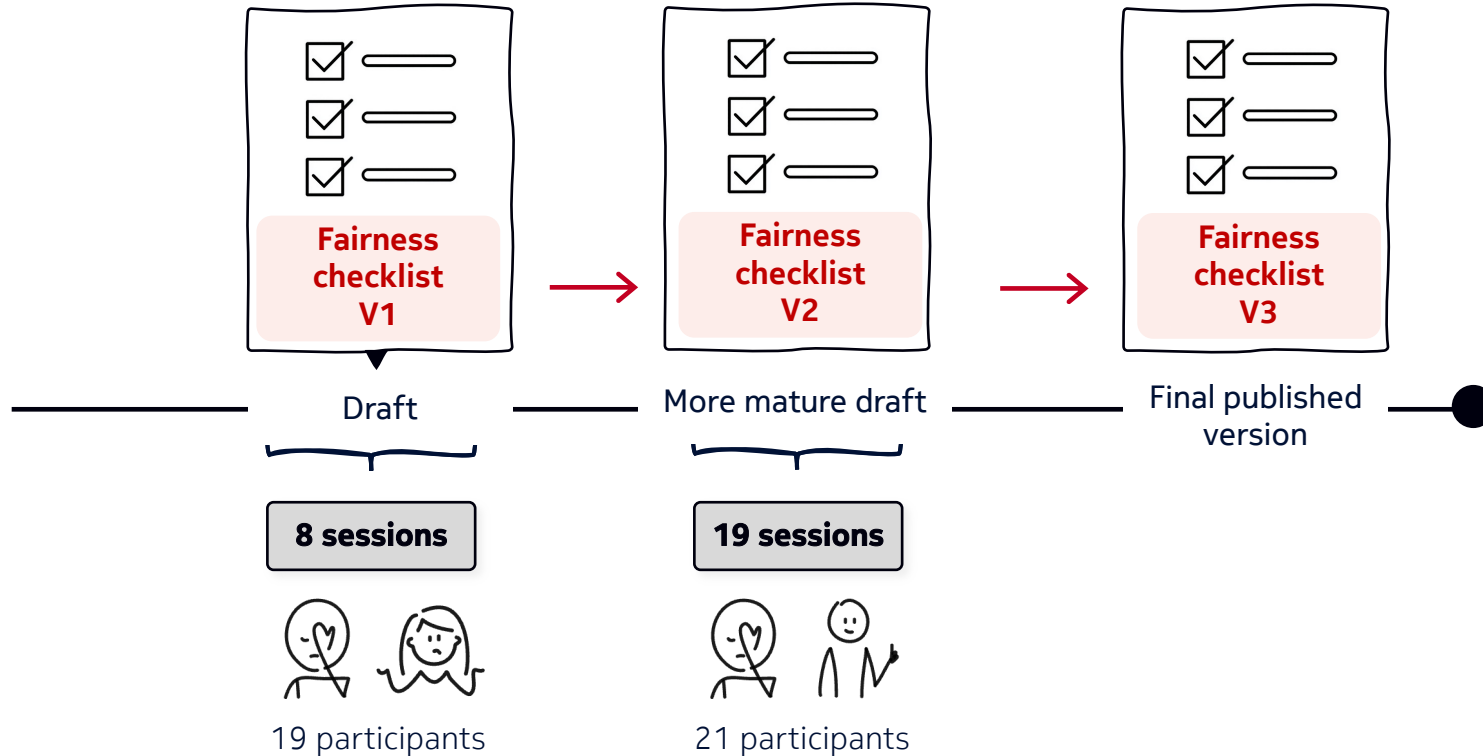 Fairness
checklist
V1
Fairness
checklist
V2
Fairness
checklist
V3
Draft
More mature draft
Final published
version
8 sessions
19 sessions
19 participants
21 participants